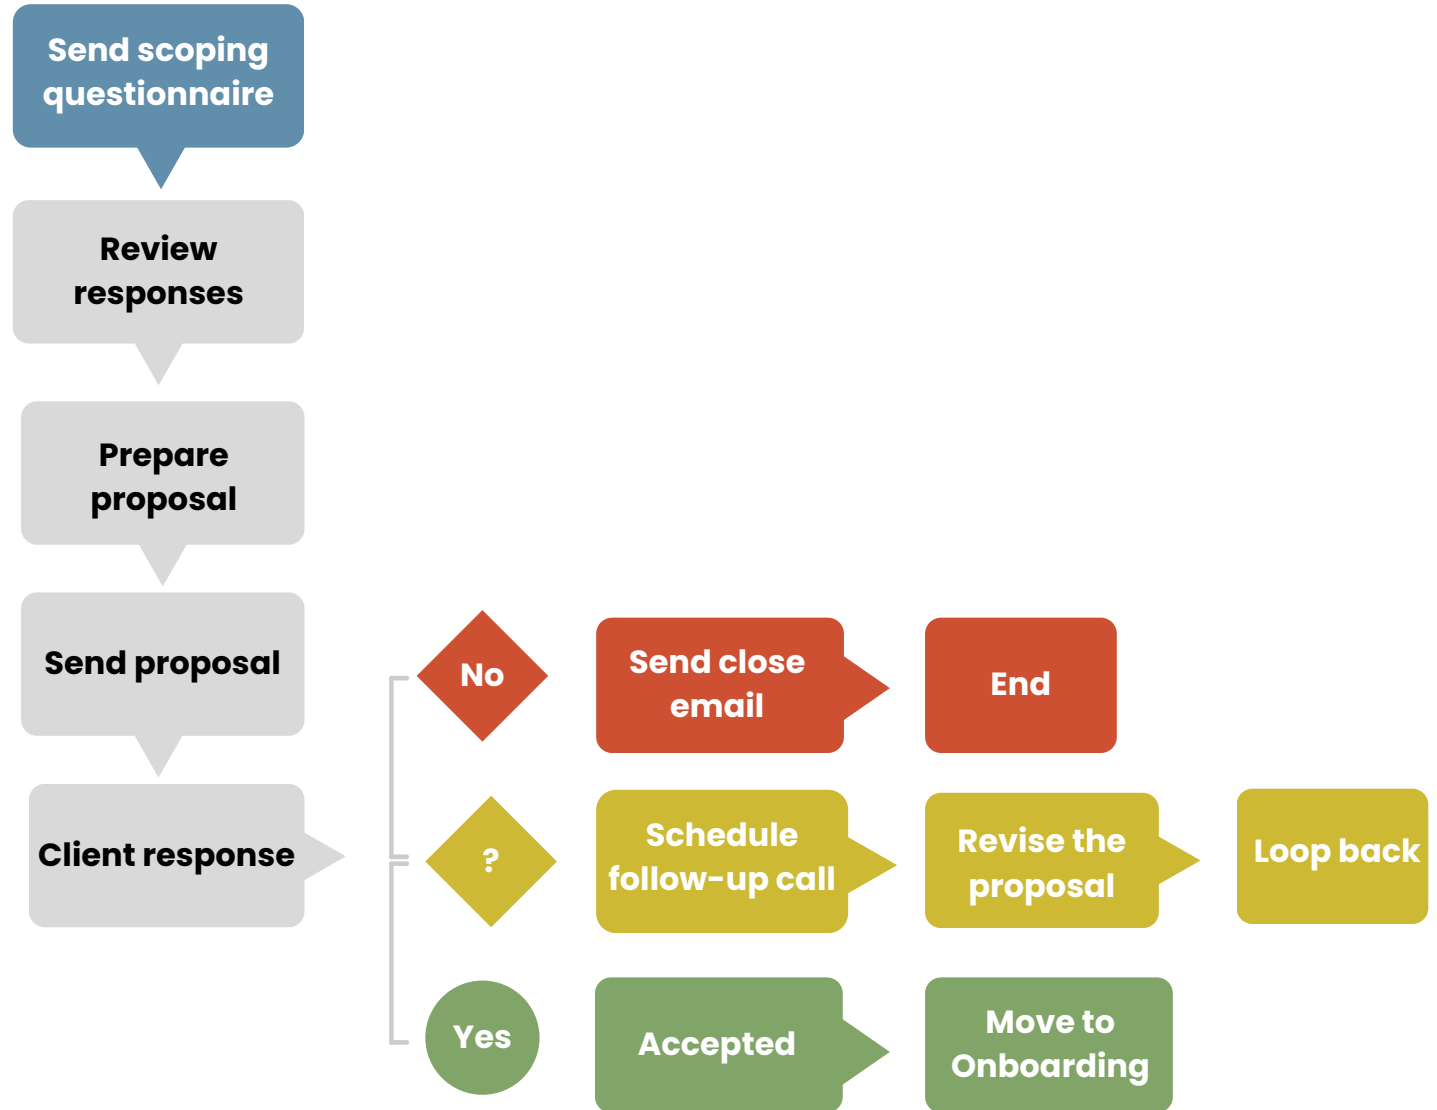 Send scoping
questionnaire
Review
responses
Prepare
proposal
Send proposal
Client response
No
Send close
email
End
?
Schedule
follow-up call
Revise the
proposal
Loop back
Yes
Accepted
Move to
Onboarding